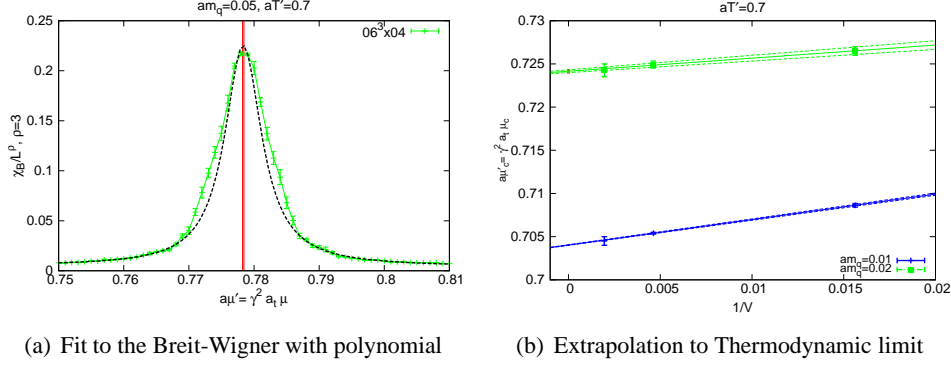 am_q=0.05, aT'=0.7
06³x04
χ_B/L^ρ, ρ=3
0.25
0.2
0.15
0.1
0.05
0
0.75 0.76 0.77 0.78 0.79 0.8 0.81
aμ'= γ² a_t μ
(a) Fit to the Breit-Wigner with polynomial
aT'=0.7
aμ'_c= γ² a_t μ_c
0.725
0.72
0.715
0.71
0.705
0.7
0 0.005 0.01 0.015 0.02
1/V
am_q=0.01
am_q=0.02
(b) Extrapolation to Thermodynamic limit